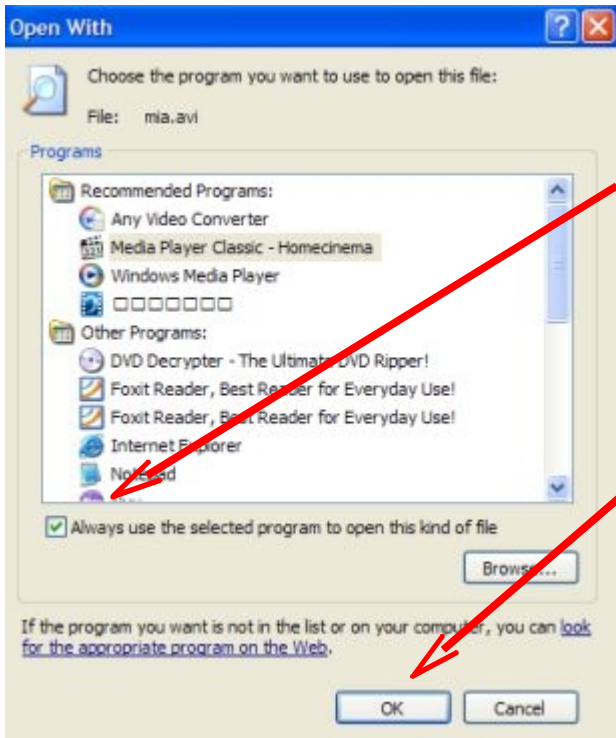 Open With
Choose the program you want to use to open this file:
File: mia.avi
Programs
Recommended Programs:
Any Video Converter
Media Player Classic - Homecinema
Windows Media Player
□□□□□□□
Other Programs:
DVD Decrypter - The Ultimate DVD Ripper!
Foxit Reader, Best Reader for Everyday Use!
Foxit Reader, Best Reader for Everyday Use!
Internet Explorer
Notepad
Always use the selected program to open this kind of file
Browse...
If the program you want is not in the list or on your computer, you can look
for the appropriate program on the Web.
OK Cancel